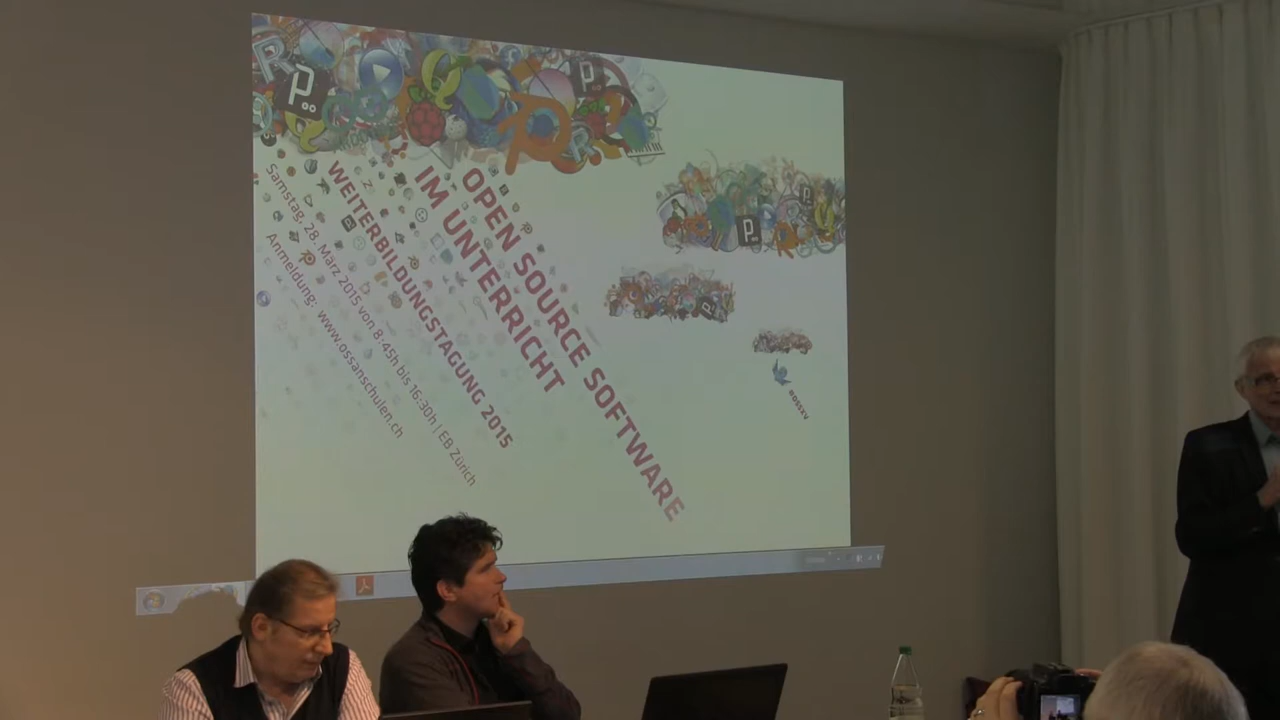 OPEN SOURCE SOFTWARE
IM UNTERRICHT
WEITERBILDUNGSTAGUNG 2015
Samstag, 28. März 2015 von 8:45h bis 16:30h | EB Zürich
Anmeldung: www.ossanschulen.ch